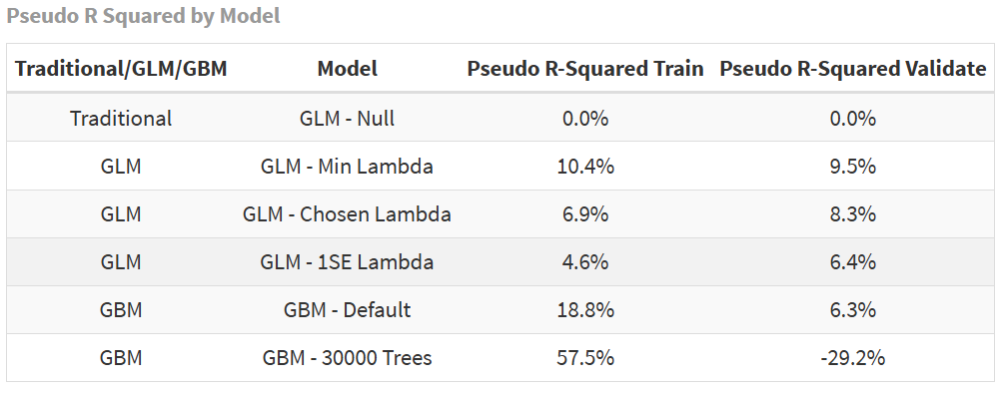 Pseudo R Squared by Model
Traditional/GLM/GBM Model Pseudo R-Squared Train Pseudo R-Squared Validate
Traditional GLM - Null 0.0% 0.0%
GLM GLM - Min Lambda 10.4% 9.5%
GLM GLM - Chosen Lambda 6.9% 8.3%
GLM GLM - 1SE Lambda 4.6% 6.4%
GBM GBM - Default 18.8% 6.3%
GBM GBM - 30000 Trees 57.5% -29.2%